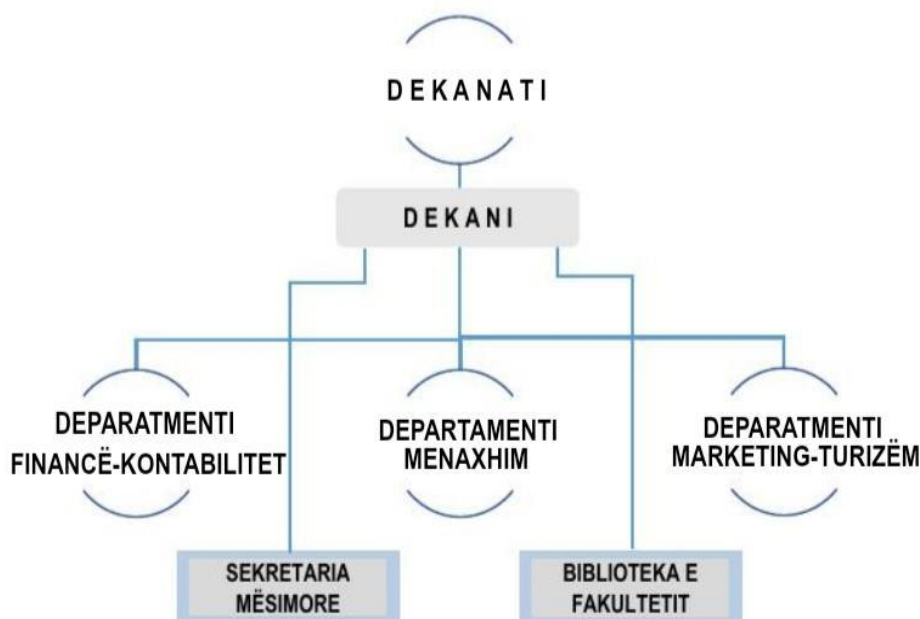 DEKANATI
DEKANI
DEPARATMENTI
FINANCË-KONTABILITET
DEPARTAMENTI
MENAXHIM
DEPARATMENTI
MARKETING-TURIZËM
SEKRETARIA
MËSIMORE
BIBLIOTEKA E
FAKULTETIT